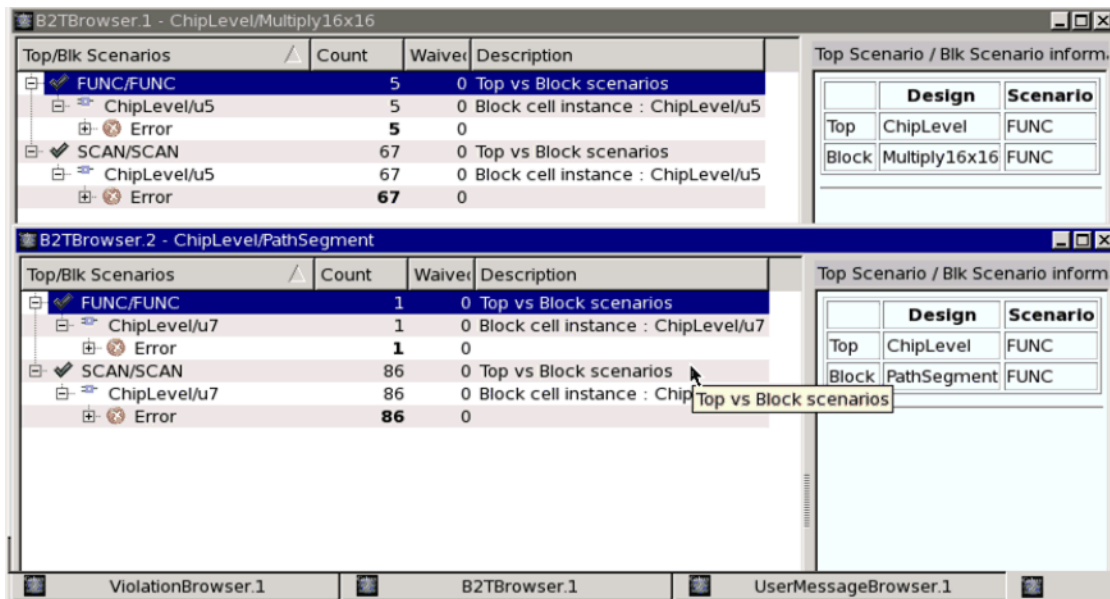 B2TBrowser.1 - ChipLevel/Multiply16x16
Top/Blk Scenarios Count Waived Description
FUNC/FUNC 5 0 Top vs Block scenarios
ChipLevel/u5 5 0 Block cell instance : ChipLevel/u5
Error 5 0
SCAN/SCAN 67 0 Top vs Block scenarios
ChipLevel/u5 67 0 Block cell instance : ChipLevel/u5
Error 67 0
Top Scenario / Blk Scenario inform
Design Scenario
Top ChipLevel FUNC
Block Multiply16x16 FUNC
B2TBrowser.2 - ChipLevel/PathSegment
Top/Blk Scenarios Count Waived Description
FUNC/FUNC 1 0 Top vs Block scenarios
ChipLevel/u7 1 0 Block cell instance : ChipLevel/u7
Error 1 0
SCAN/SCAN 86 0 Top vs Block scenarios
ChipLevel/u7 86 0 Block cell instance : Chip
Error 86 0
Top vs Block scenarios
Top Scenario / Blk Scenario inform
Design Scenario
Top ChipLevel FUNC
Block PathSegment FUNC
ViolationBrowser.1 B2TBrowser.1 UserMessageBrowser.1